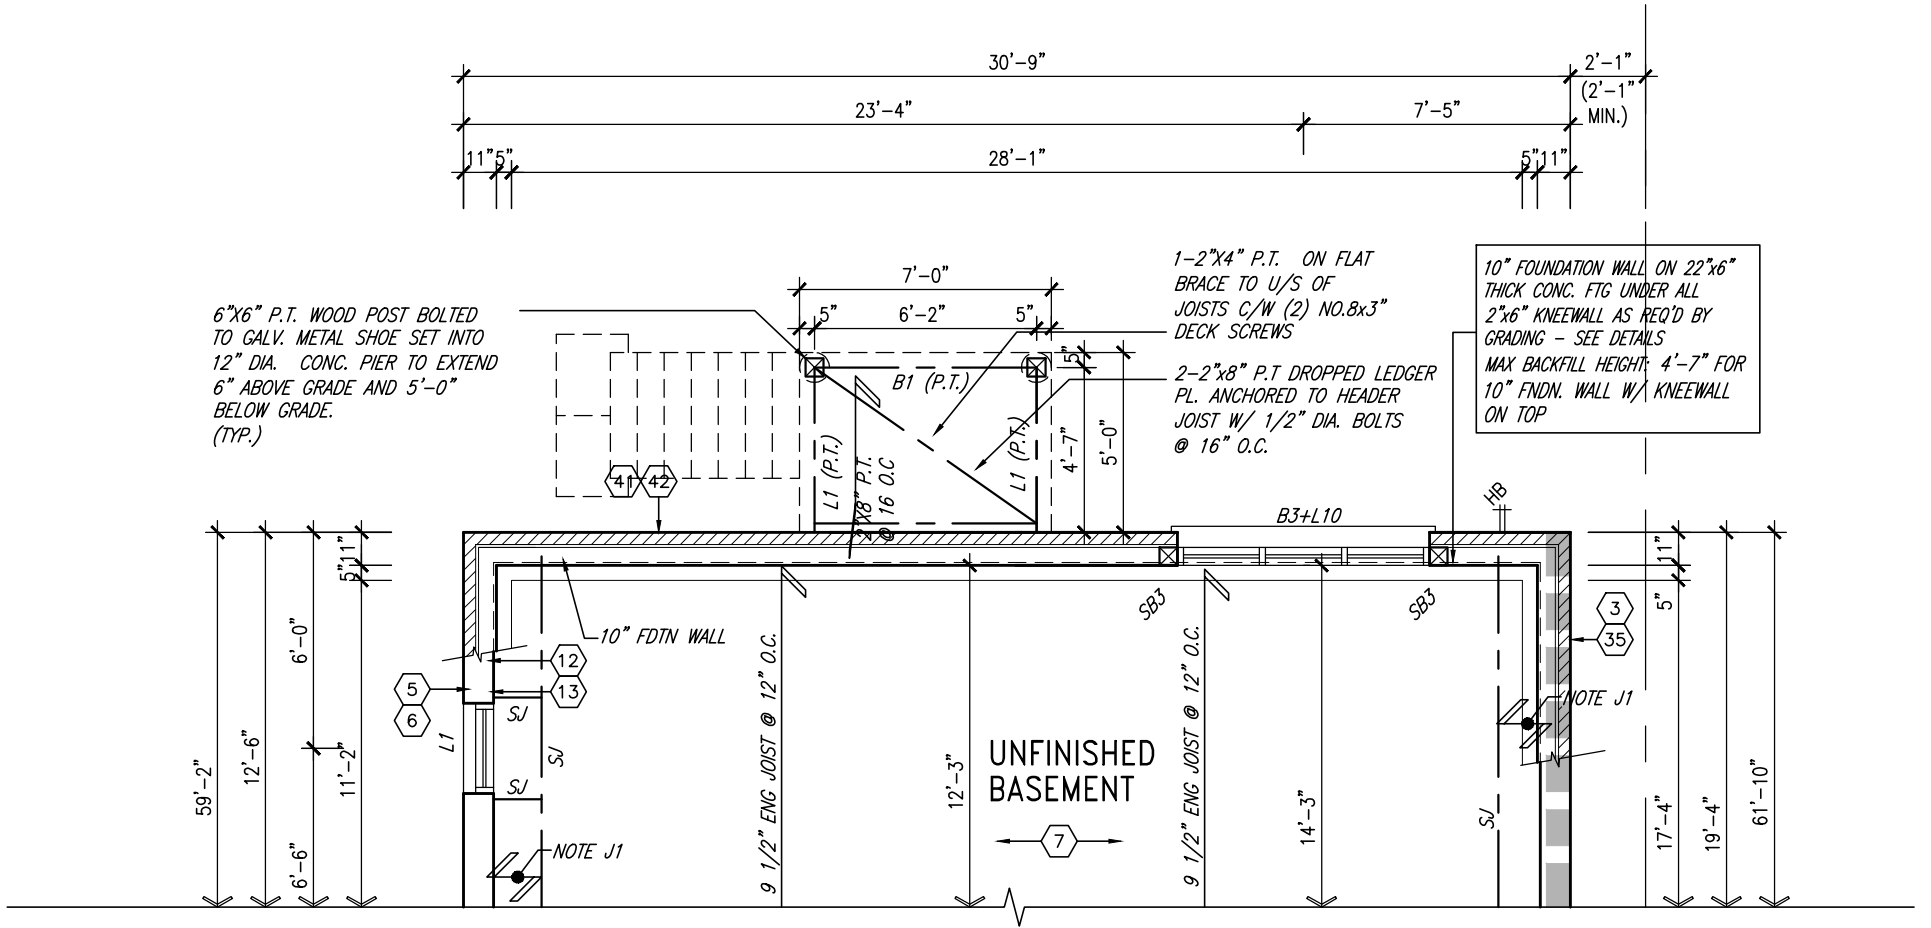 30'-9"
2'-1"
(2'-1"
MIN.)
23'-4"
7'-5"
11"
5"
28'-1"
5"
11"
7'-0"
5"
6'-2"
5"
6"X6" P.T. WOOD POST BOLTED
TO GALV. METAL SHOE SET INTO
12" DIA. CONC. PIER TO EXTEND
6" ABOVE GRADE AND 5'-0"
BELOW GRADE.
(TYP.)
1-2"X4" P.T. ON FLAT
BRACE TO U/S OF
JOISTS C/W (2) NO.8x3"
DECK SCREWS
2-2"x8" P.T DROPPED LEDGER
PL. ANCHORED TO HEADER
JOIST W/ 1/2" DIA. BOLTS
@ 16" O.C.
10" FOUNDATION WALL ON 22"x6"
THICK CONC. FTG UNDER ALL
2"x6" KNEEWALL AS REQ'D BY
GRADING - SEE DETAILS
MAX BACKFILL HEIGHT: 4'-7" FOR
10" FNDN. WALL W/ KNEEWALL
ON TOP
B1 (P.T.)
L1 (P.T.)
2"X8" P.T.
@ 16 O.C
L1 (P.T.)
5"
4'-7"
5'-0"
41
42
B3+L10
HB
SB3
SB3
11"
5"
6'-0"
59'-2"
12'-6"
11'-2"
6'-6"
10" FDTN WALL
12
13
5
6
L1
SJ
SJ
SJ
NOTE J1
9 1/2" ENG JOIST @ 12" O.C.
12'-3"
UNFINISHED
BASEMENT
7
9 1/2" ENG JOIST @ 12" O.C.
14'-3"
SJ
NOTE J1
3
35
11"
5"
17'-4"
19'-4"
61'-10"